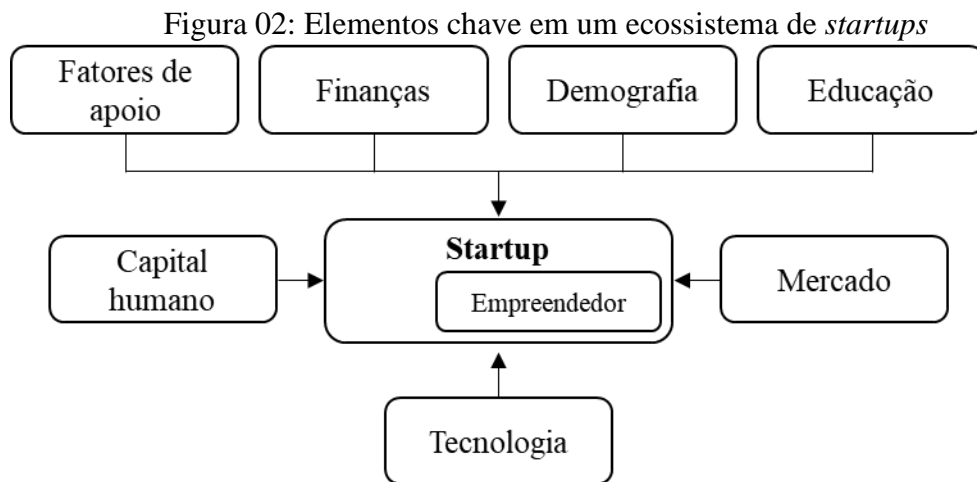 Figura 02: Elementos chave em um ecossistema de startups
Fatores de
apoio
Finanças
Demografia
Educação
Capital
humano
Startup
Empreendedor
Mercado
Tecnologia